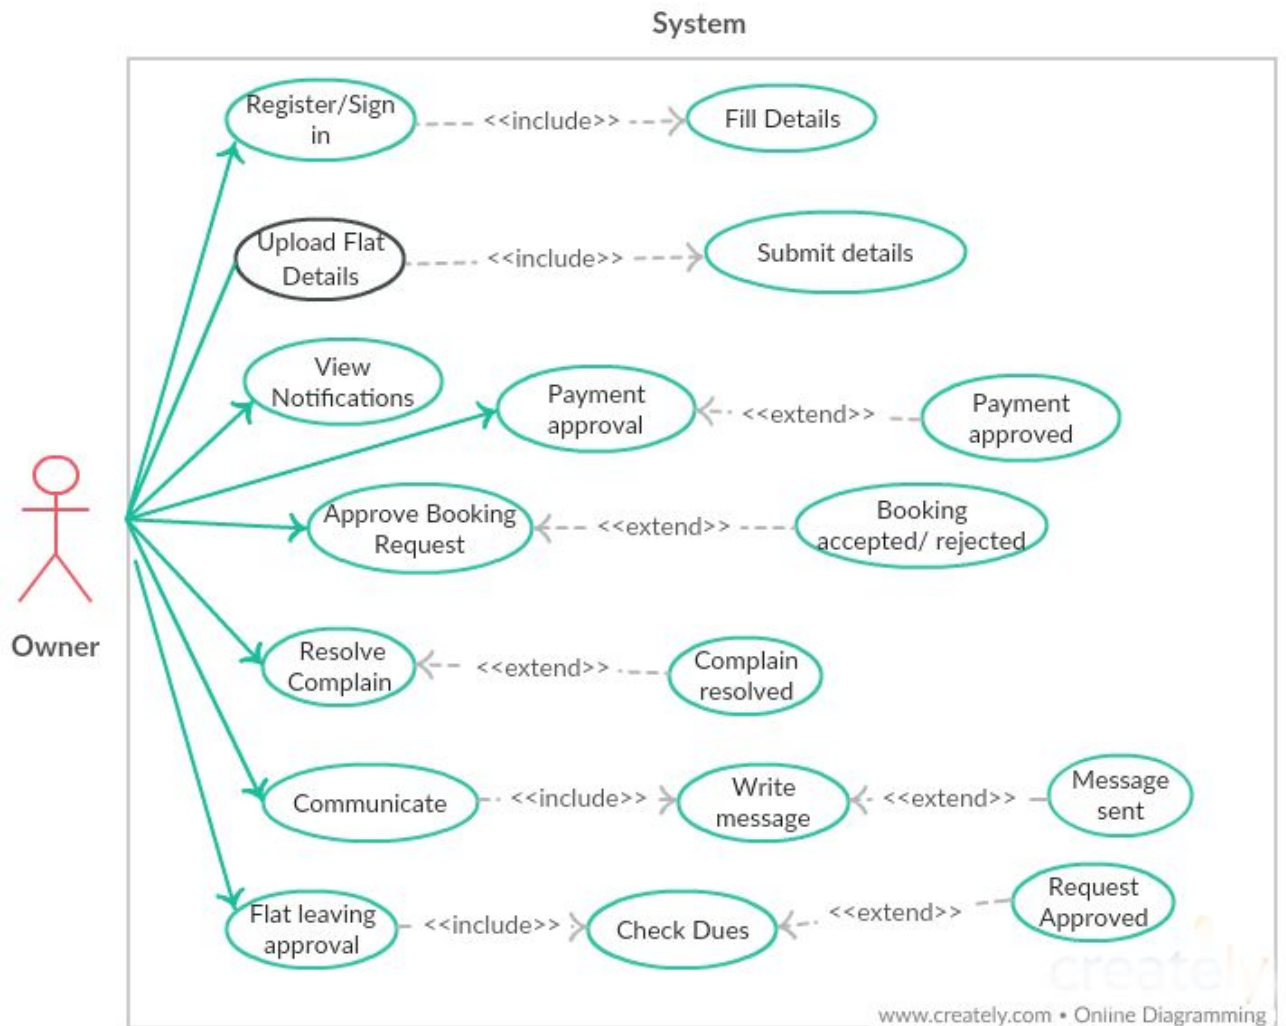 System
Register/Sign
in
<<include>>
Fill Details
Upload Flat
Details
<<include>>
Submit details
View
Notifications
Payment
approval
<<extend>>
Payment
approved
Approve Booking
Request
<<extend>>
Booking
accepted/ rejected
Owner
Resolve
Complain
<<extend>>
Complain
resolved
Communicate
<<include>>
Write
message
<<extend>>
Message
sent
Flat leaving
approval
<<include>>
Check Dues
<<extend>>
Request
Approved
creately
www.creately.com • Online Diagramming